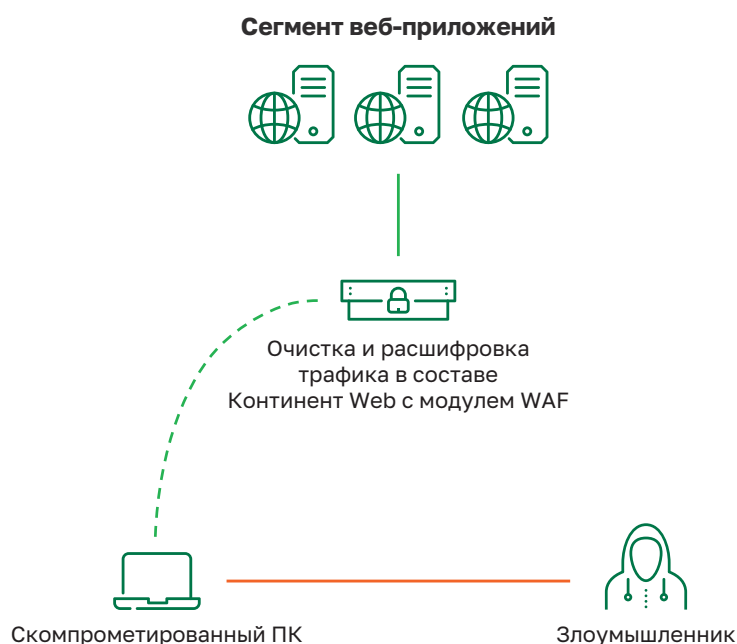 Сегмент веб-приложений
Очистка и расшифровка
трафика в составе
Континент Web с модулем WAF
Скомпрометированный ПК
Злоумышленник